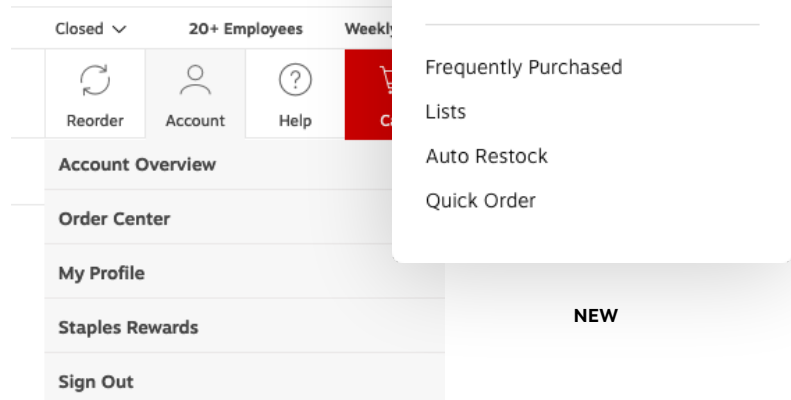 Closed
20+ Employees
Weekly
Reorder
Account
Help
Account Overview
Order Center
My Profile
Staples Rewards
Sign Out
Frequently Purchased
Lists
Auto Restock
Quick Order
NEW